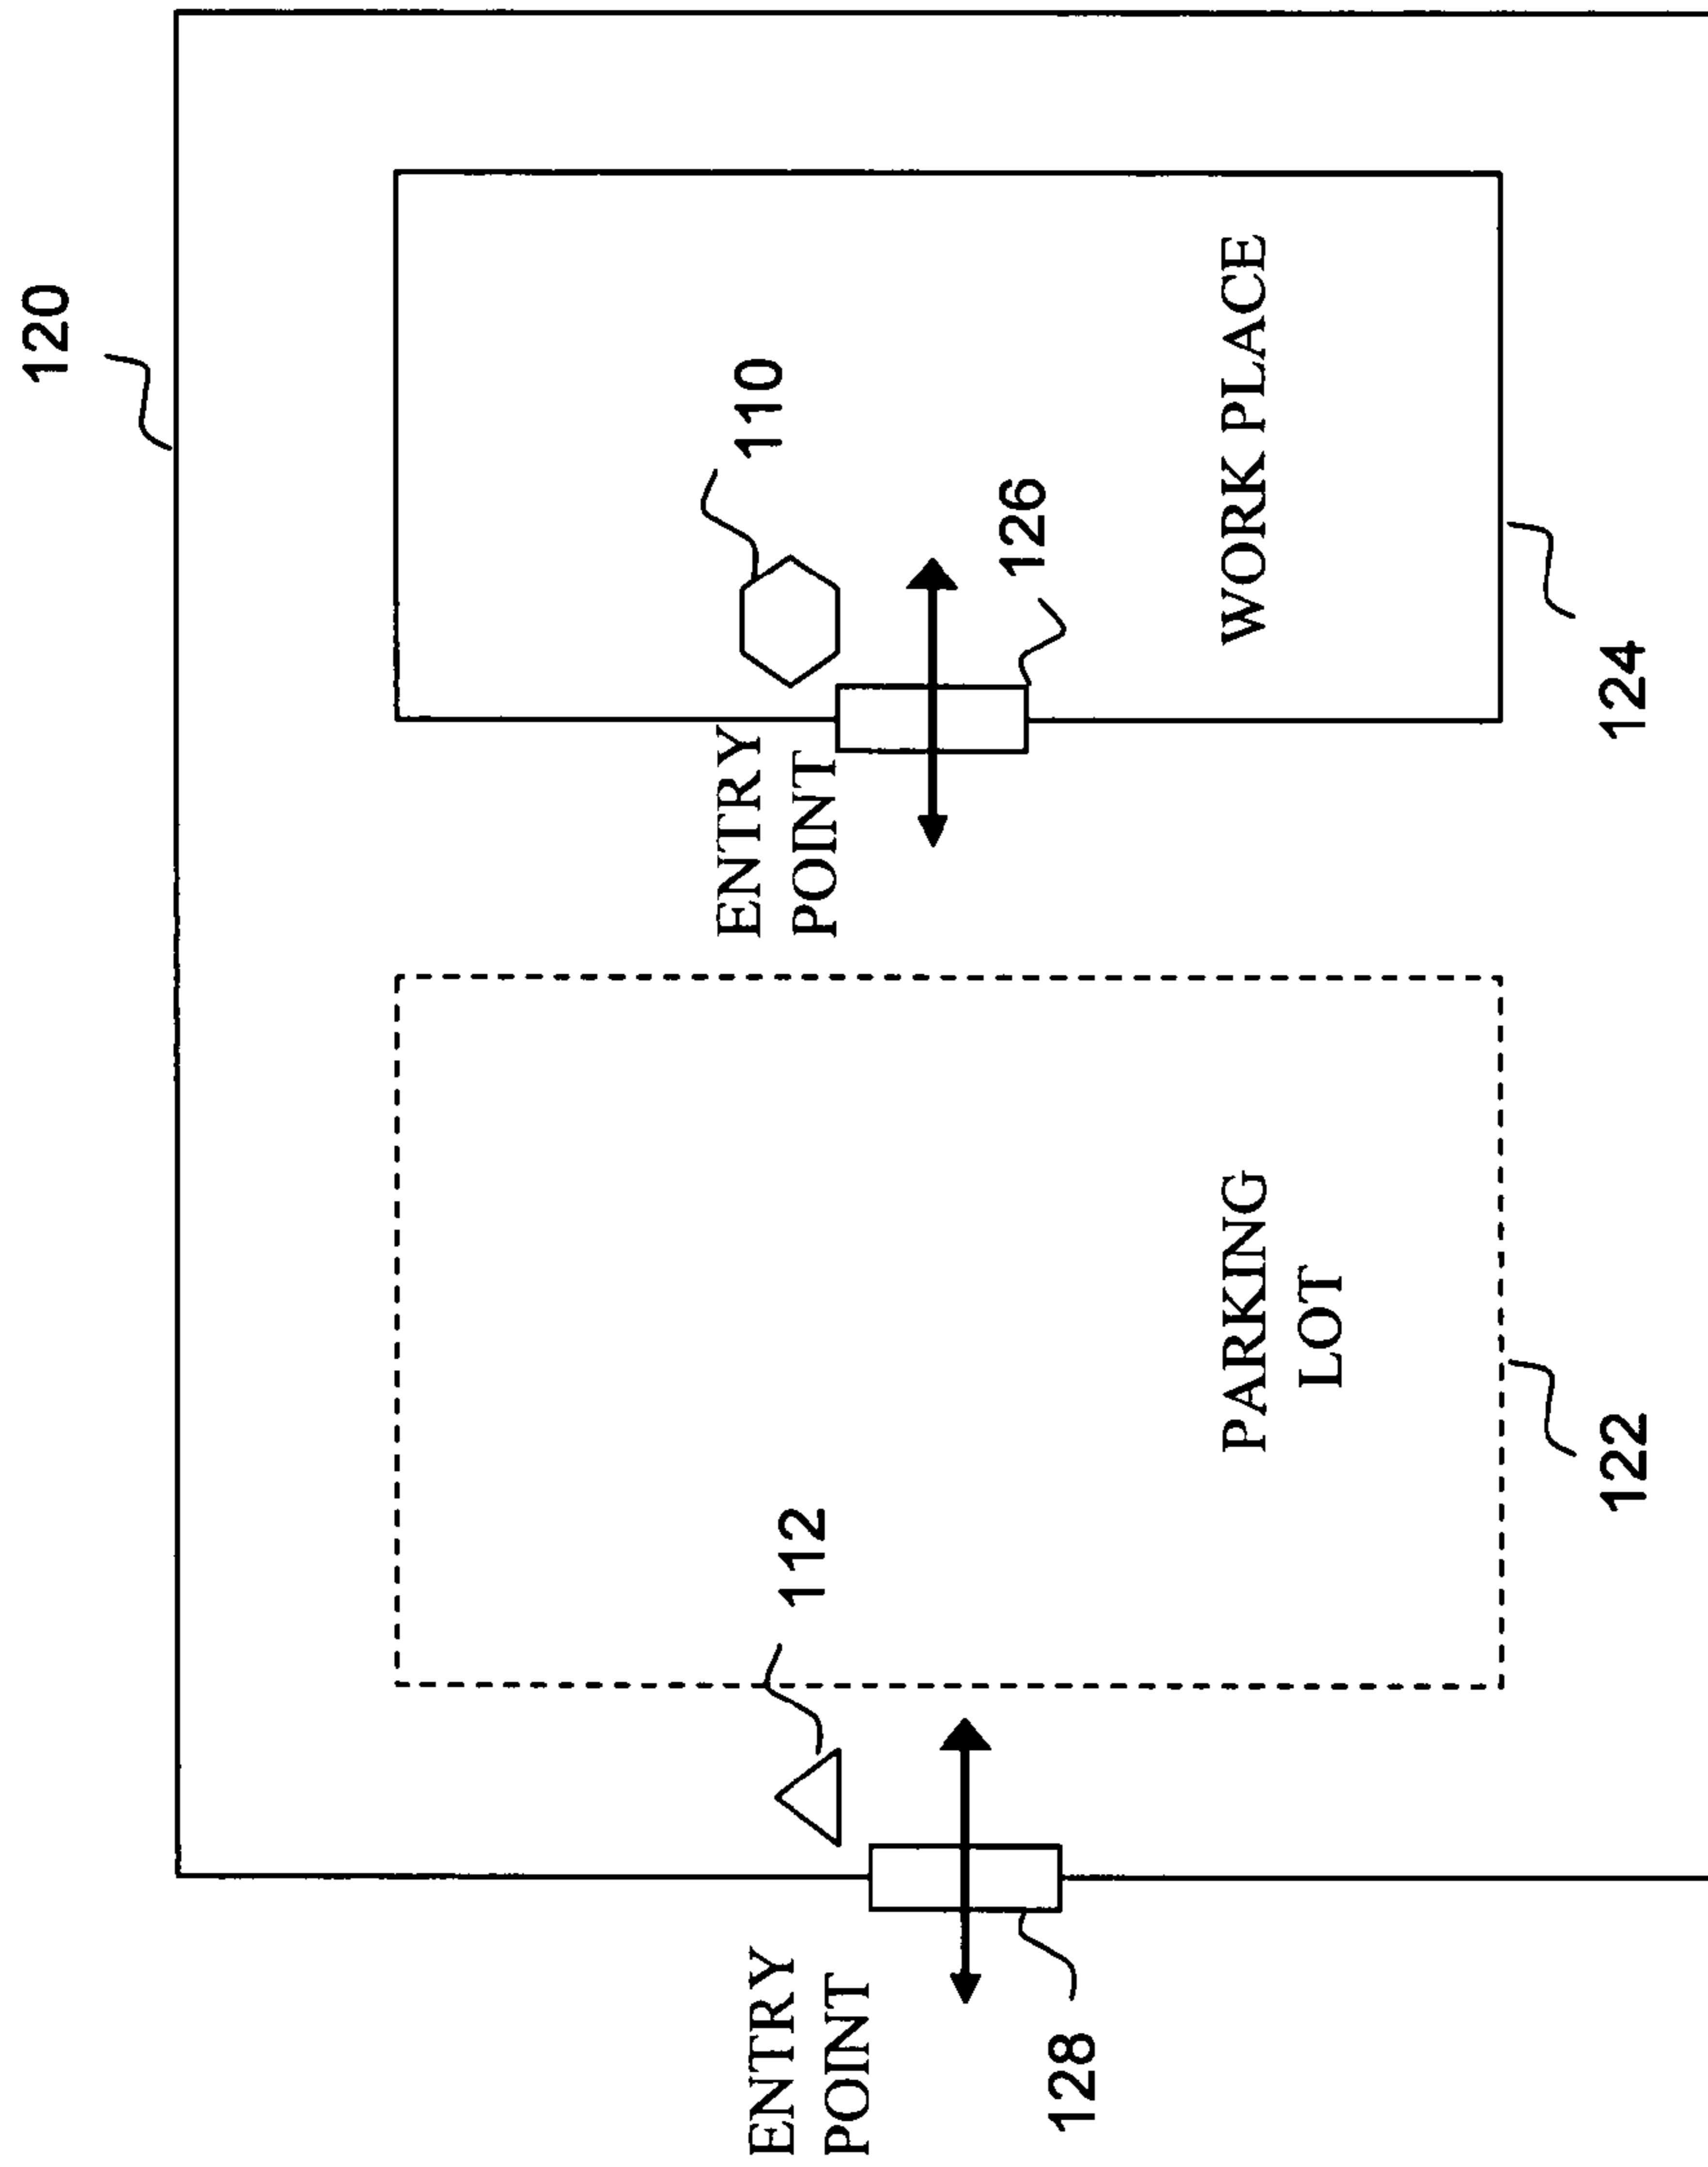 120
110
126
WORK PLACE
124
ENTRY
POINT
112
PARKING
LOT
122
ENTRY
POINT
128